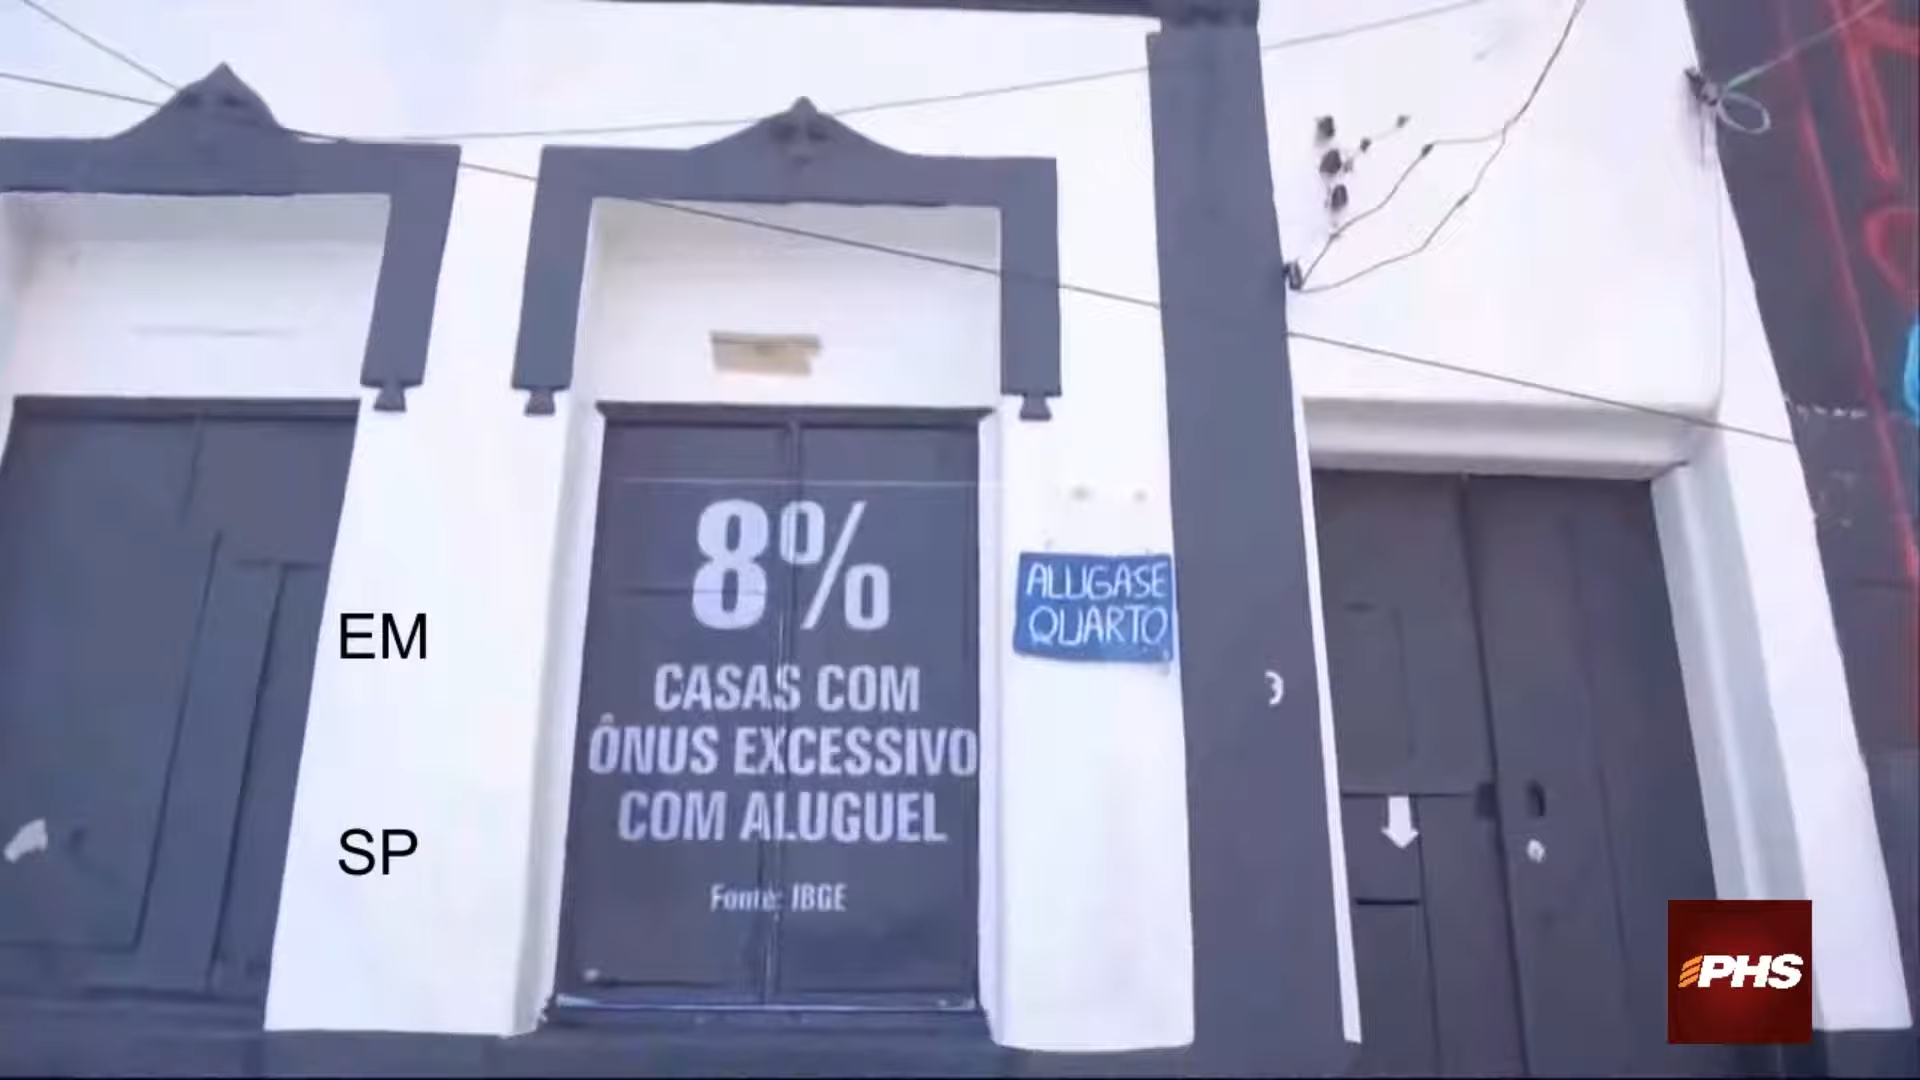 EM
SP
8%
CASAS COM
ÔNUS EXCESSIVO
COM ALUGUEL
Fonte: IBGE
ALUGASE
QUARTO
PHS